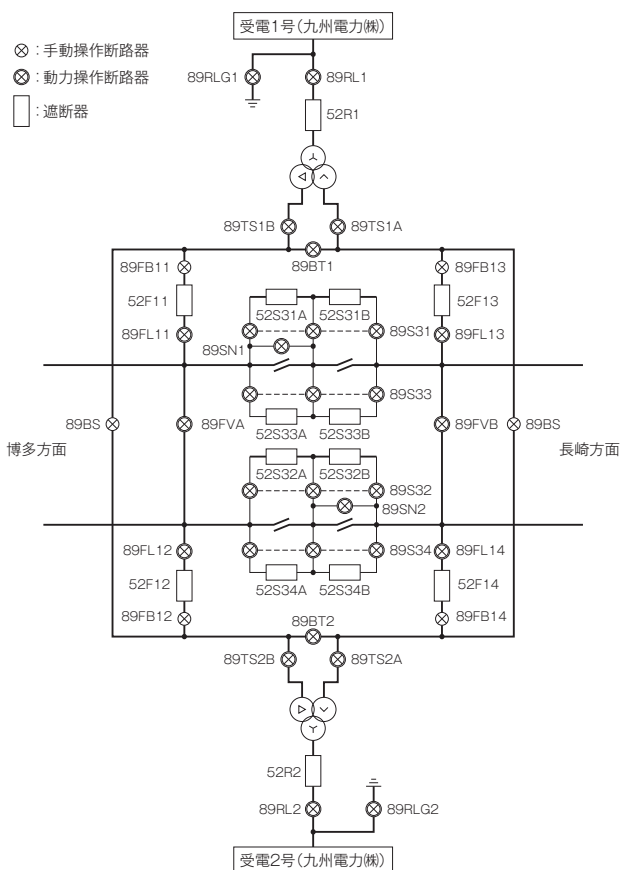 受電1号(九州電力㈱)
⊗:手動操作断路器
⊗:動力操作断路器
:遮断器
89RLG1
89RL1
52R1
89TS1B
89TS1A
89BT1
89FB11
89FB13
52F11
52S31A
52S31B
52F13
89FL11
89S31
89FL13
89SN1
89S33
89BS
89FVA
89FVB
89BS
52S33A
52S33B
博多方面
長崎方面
52S32A
52S32B
89S32
89SN2
89FL12
89S34
89FL14
52F12
52S34A
52S34B
52F14
89FB12
89BT2
89FB14
89TS2B
89TS2A
52R2
89RL2
89RLG2
受電2号(九州電力㈱)